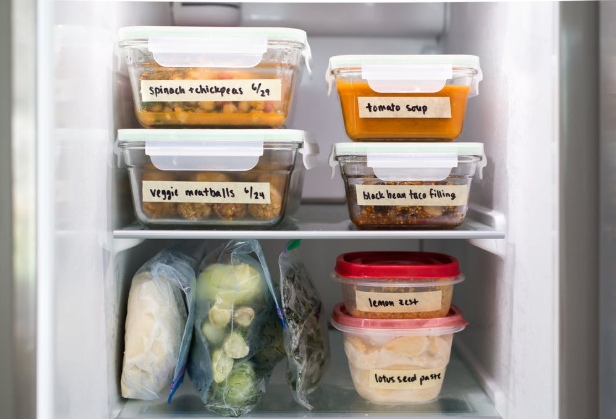 spinach + chickpeas 6/29
tomato soup
veggie meatballs 6/24
black bean taco filling
lemon zest
lotus seed paste